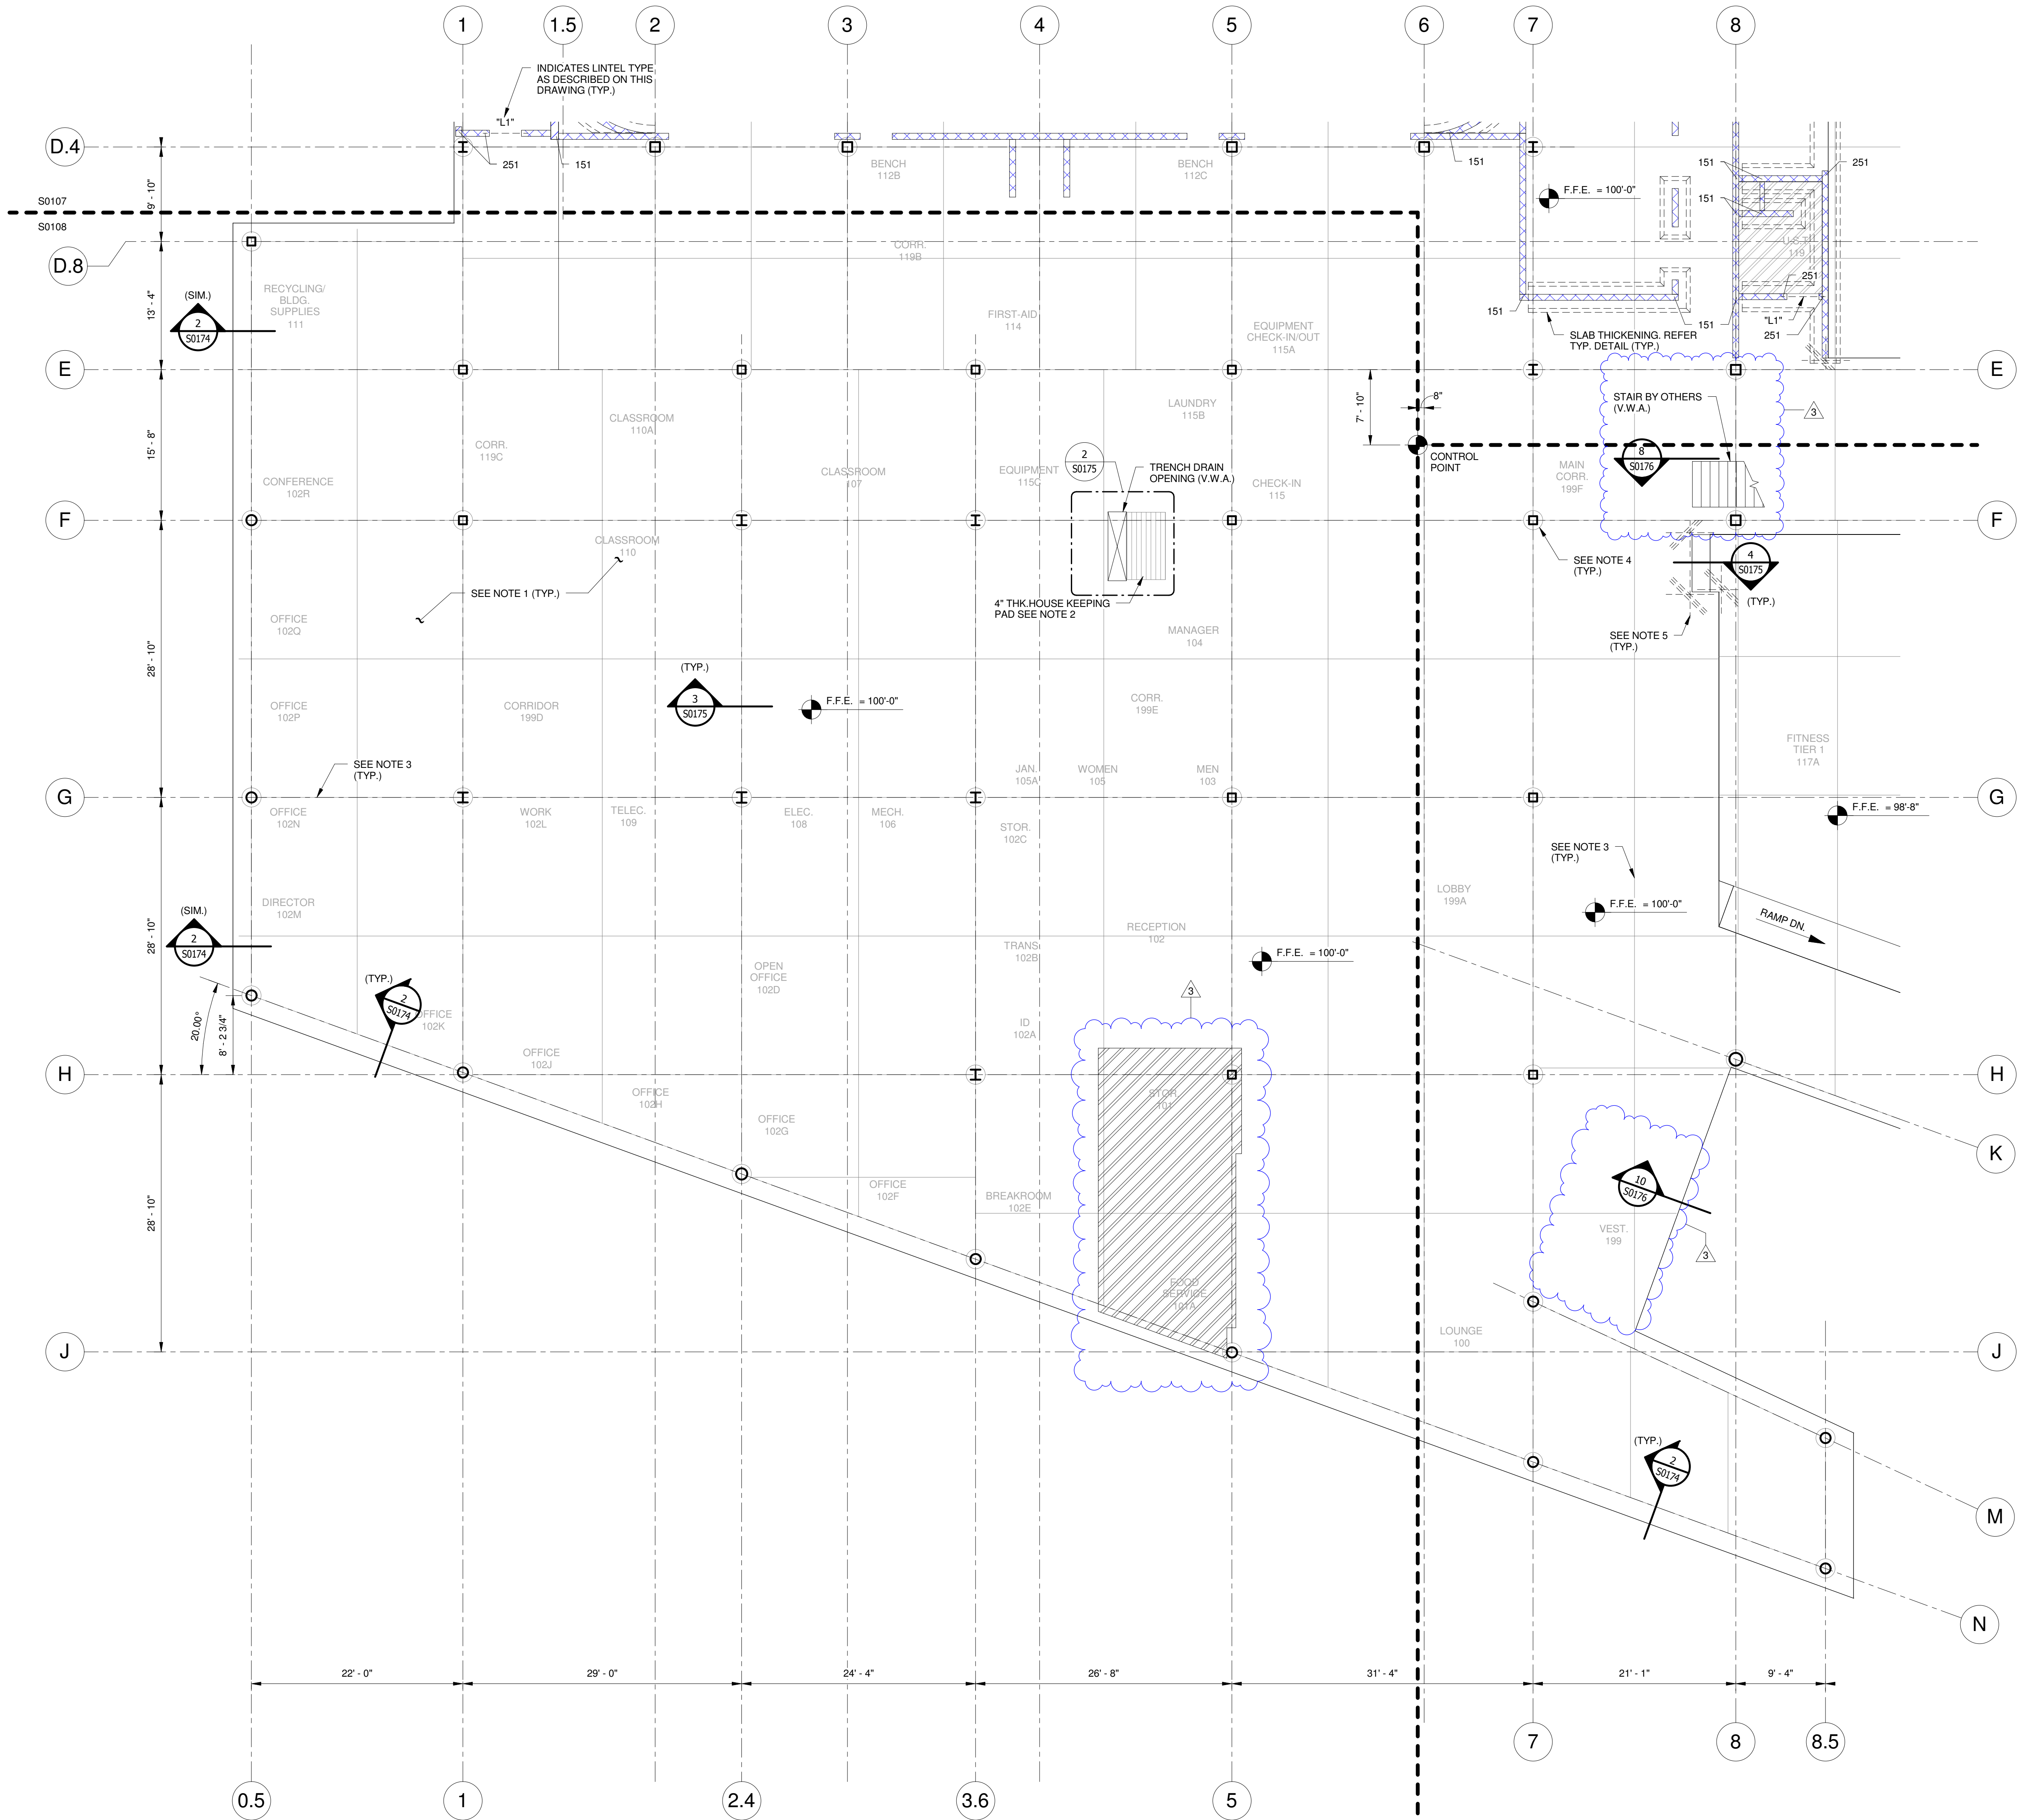 1
1.5
2
3
4
5
6
7
8
INDICATES LINTEL TYPE
AS DESCRIBED ON THIS
DRAWING (TYP.)
"L1"
D.4
251
151
BENCH
112B
BENCH
112C
151
151
251
9' - 10"
S0107
S0108
F.F.E. = 100'-0"
151
D.8
CORR.
119B
U.S.T.
119
251
13' - 4"
(SIM.)
2
S0174
RECYCLING/
BLDG.
SUPPLIES
111
FIRST-AID
114
EQUIPMENT
CHECK-IN/OUT
115A
151
151
"L1"
251
SLAB THICKENING. REFER
TYP. DETAIL (TYP.)
E
E
15' - 8"
CLASSROOM
110A
LAUNDRY
115B
7' - 10"
8"
STAIR BY OTHERS
(V.W.A.)
3
CORR.
119C
2
S0175
TRENCH DRAIN
OPENING (V.W.A.)
CONTROL
POINT
8
S0176
MAIN
CORR.
199F
CONFERENCE
102R
CLASSROOM
107
EQUIPMENT
115C
CHECK-IN
115
F
F
CLASSROOM
110
SEE NOTE 4
(TYP.)
4
S0175
(TYP.)
SEE NOTE 1 (TYP.)
4" THK.HOUSE KEEPING
PAD SEE NOTE 2
28' - 10"
OFFICE
102Q
MANAGER
104
SEE NOTE 5
(TYP.)
(TYP.)
3
S0175
F.F.E. = 100'-0"
OFFICE
102P
CORRIDOR
199D
CORR.
199E
FITNESS
TIER 1
117A
SEE NOTE 3
(TYP.)
JAN.
105A
WOMEN
105
MEN
103
G
G
OFFICE
102N
WORK
102L
TELEC.
109
ELEC.
108
MECH.
106
STOR.
102C
F.F.E. = 98'-8"
SEE NOTE 3
(TYP.)
28' - 10"
(SIM.)
2
S0174
DIRECTOR
102M
LOBBY
199A
F.F.E. = 100'-0"
RAMP DN.
RECEPTION
102
TRANS
102B
F.F.E. = 100'-0"
OPEN
OFFICE
102D
(TYP.)
2
S0174
3
20.00°
8' - 2 3/4"
OFFICE
102K
ID
102A
OFFICE
102J
H
H
OFFICE
102H
STOR.
101
OFFICE
102G
K
28' - 10"
OFFICE
102F
BREAKROOM
102E
10
S0176
VEST.
199
3
FOOD
SERVICE
101A
LOUNGE
100
J
J
(TYP.)
2
S0174
M
N
22' - 0"
29' - 0"
24' - 4"
26' - 8"
31' - 4"
21' - 1"
9' - 4"
7
8
8.5
0.5
1
2.4
3.6
5